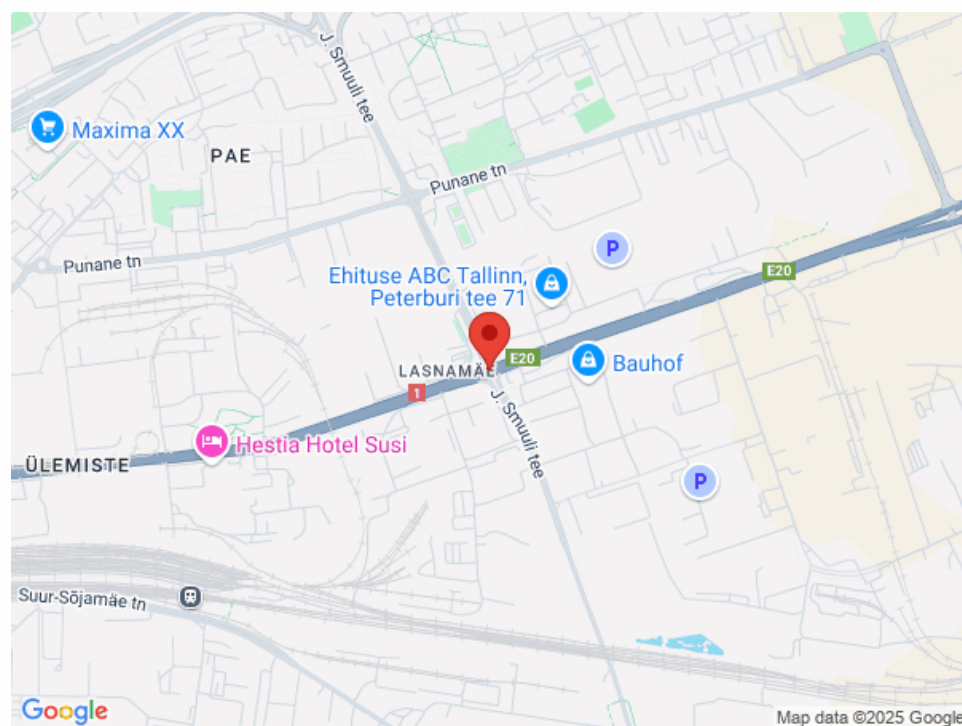 J. Smuuli tee
Maxima XX
PAE
Punane tn
Punane tn
P
E20
Ehituse ABC Tallinn,
Peterburi tee 71
E20
LASNAMÄE
Bauhof
1
J. Smuuli tee
Hestia Hotel Susi
ÜLEMISTE
P
Suur-Sõjamäe tn
Google
Map data ©2025 Google